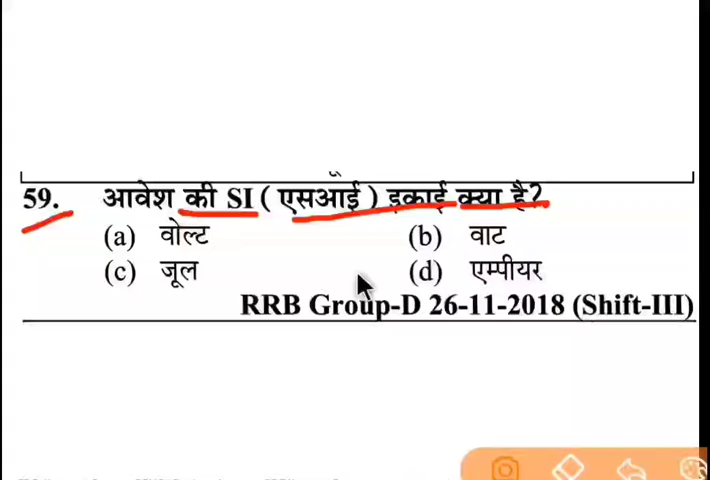 59. आवेश की SI ( एसआई ) इकाई क्या है?
(a) वोल्ट (b) वाट
(c) जूल (d) एम्पीयर
RRB Group-D 26-11-2018 (Shift-III)